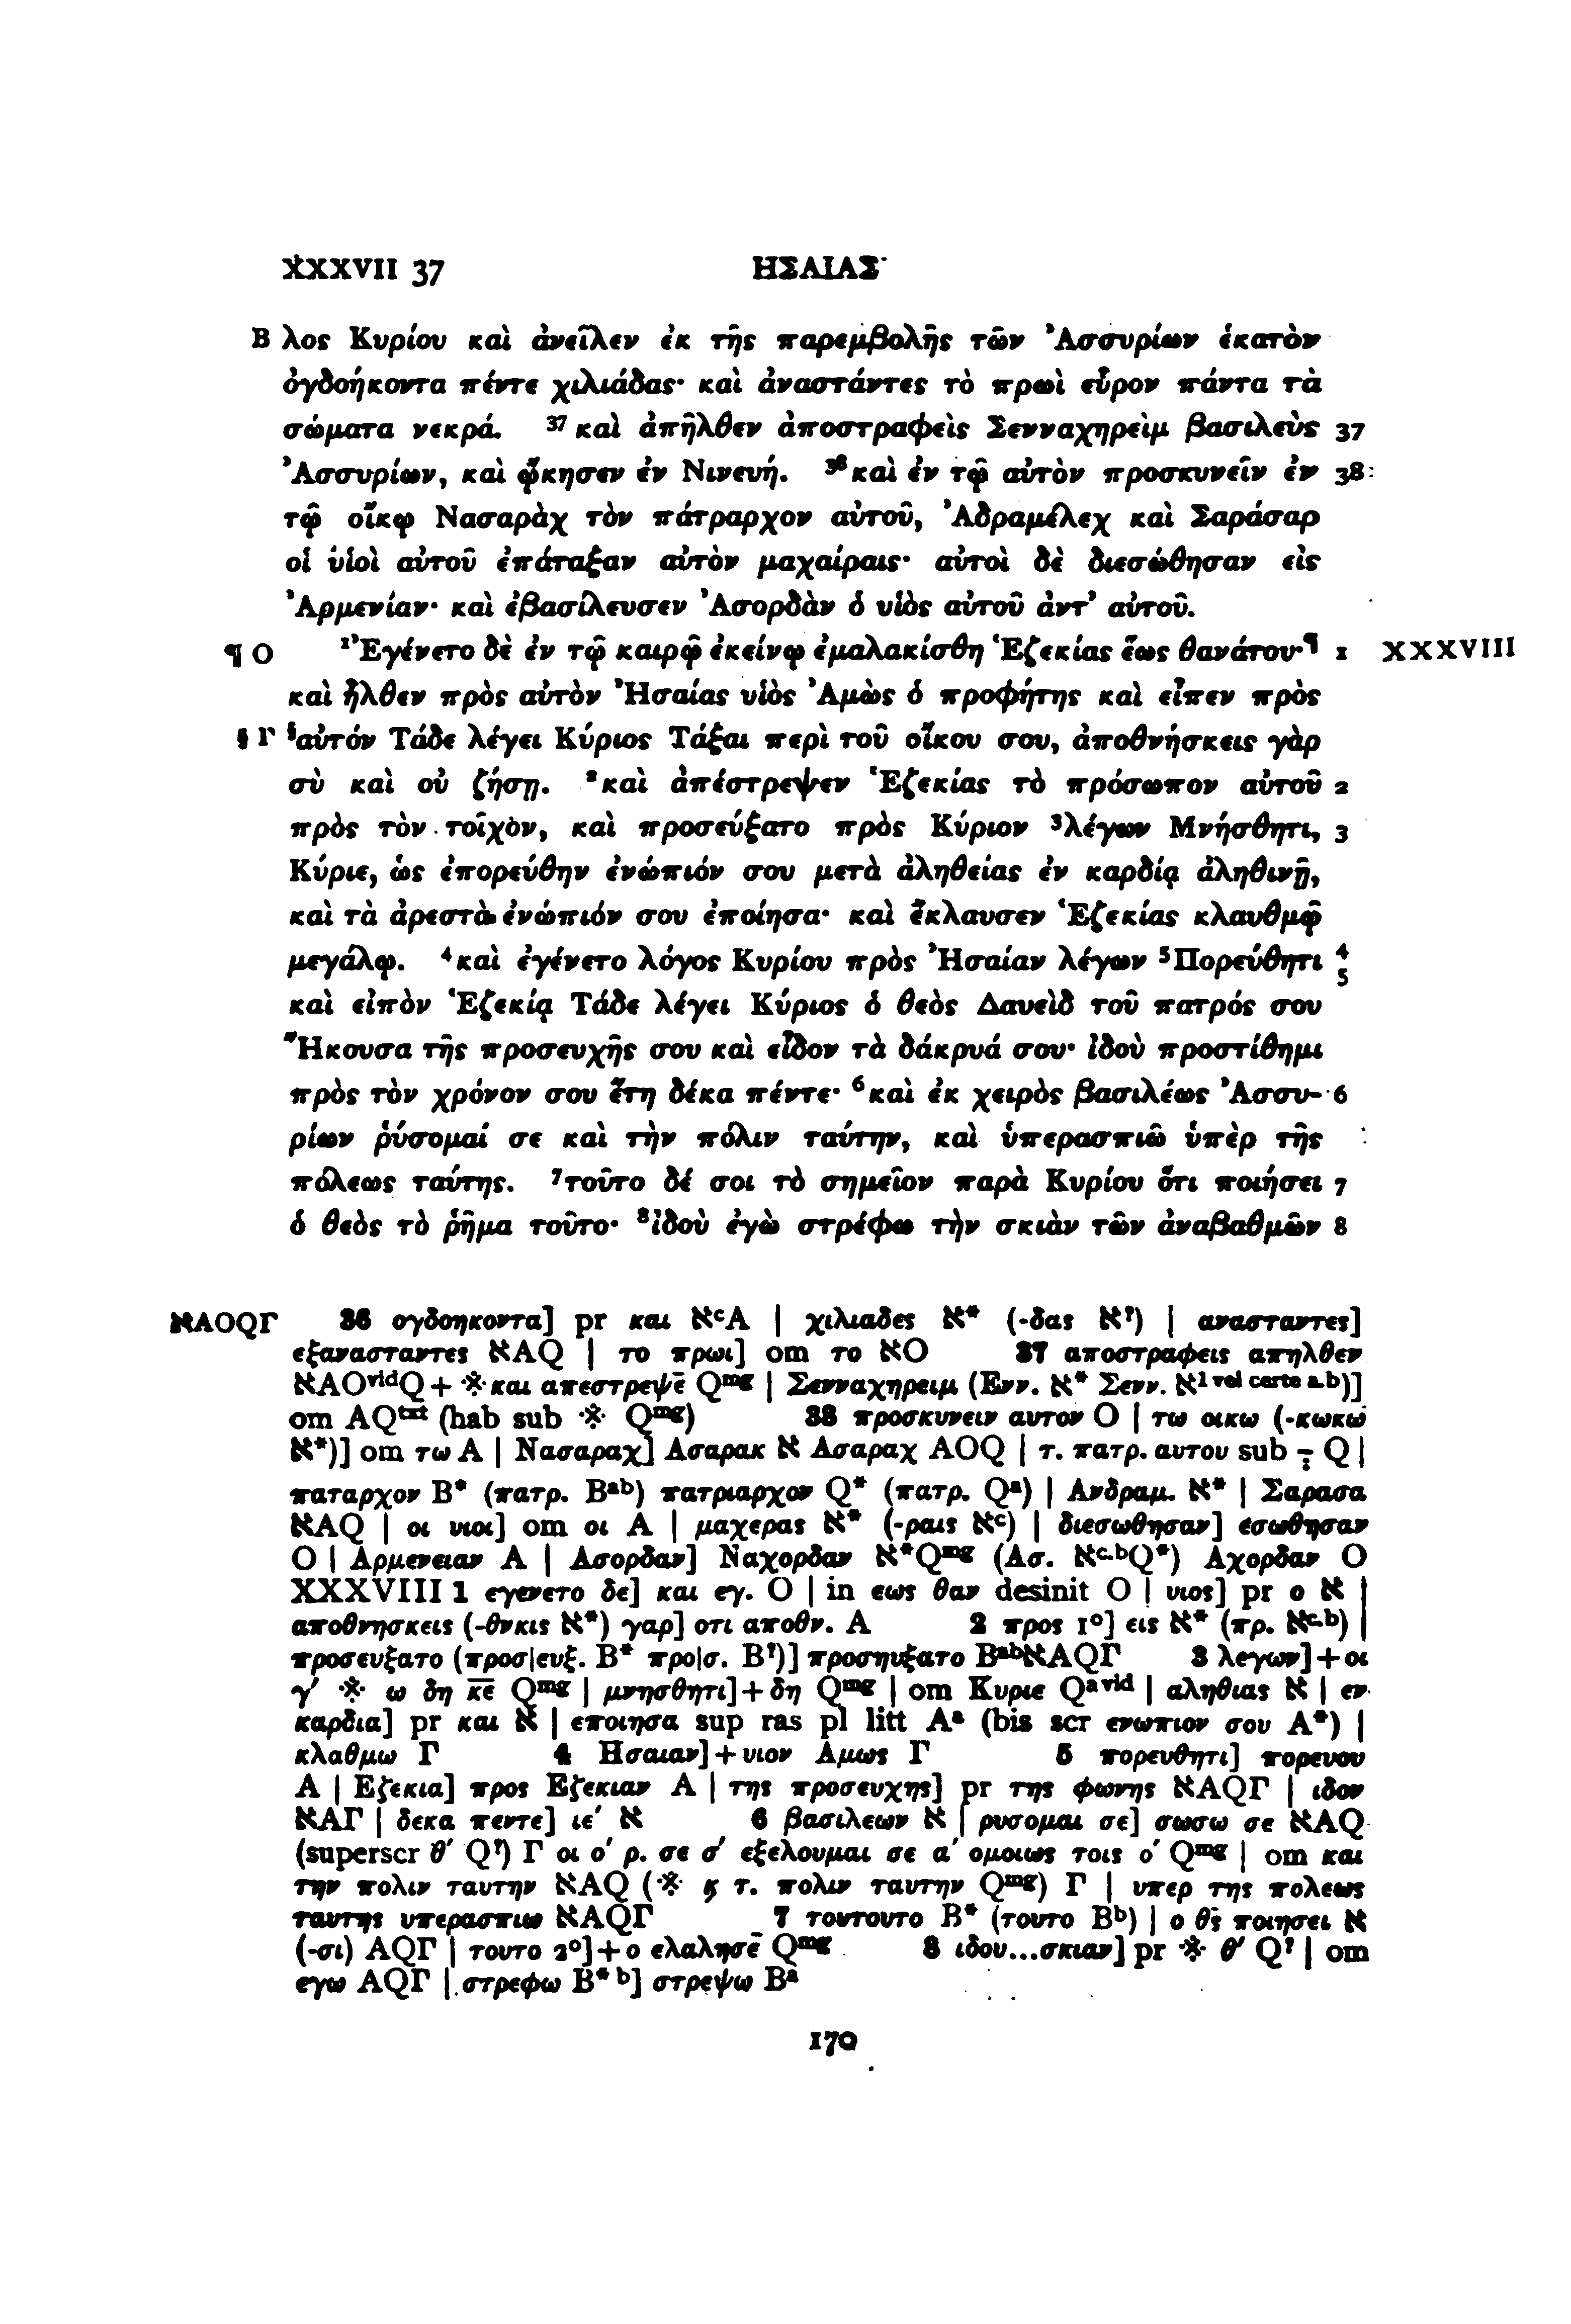 XXXVII 37 ΗΣΑΙΑΣ
B λος Κυρίου καὶ ἀνεῖλεν ἐκ τῆς παρεμβολῆς τῶν Ἀσσυρίων ἑκατὸν
ὀγδοήκοντα πέντε χιλιάδας· καὶ ἀναστάντες τὸ πρωὶ εὗρον πάντα τὰ
σώματα νεκρά. ³⁷καὶ ἀπῆλθεν ἀποστραφεὶς Σενναχηρεὶμ βασιλεὺς 37
Ἀσσυρίων, καὶ ᾤκησεν ἐν Νινευή. ³⁸καὶ ἐν τῷ αὐτὸν προσκυνεῖν ἐν 38
τῷ οἴκῳ Νασαρὰχ τὸν πάτραρχον αὐτοῦ, Ἀδραμέλεχ καὶ Σαράσαρ
οἱ υἱοὶ αὐτοῦ ἐπάταξαν αὐτὸν μαχαίραις· αὐτοὶ δὲ διεσώθησαν εἰς
Ἀρμενίαν· καὶ ἐβασίλευσεν Ἀσορδὰν ὁ υἱὸς αὐτοῦ ἀντ’ αὐτοῦ.
¶ O ¹Ἐγένετο δὲ ἐν τῷ καιρῷ ἐκείνῳ ἐμαλακίσθη Ἑζεκίας ἕως θανάτου·¶ 1 XXXVIII
καὶ ἦλθεν πρὸς αὐτὸν Ἠσαίας υἱὸς Ἀμὼς ὁ προφήτης καὶ εἶπεν πρὸς
§ Γ §αὐτόν Τάδε λέγει Κύριος Τάξαι περὶ τοῦ οἴκου σου, ἀποθνήσκεις γὰρ
σὺ καὶ οὐ ζήσῃ. ²καὶ ἀπέστρεψεν Ἑζεκίας τὸ πρόσωπον αὐτοῦ 2
πρὸς τὸν τοῖχον, καὶ προσεύξατο πρὸς Κύριον ³λέγων Μνήσθητι, 3
Κύριε, ὡς ἐπορεύθην ἐνώπιόν σου μετὰ ἀληθείας ἐν καρδίᾳ ἀληθινῇ,
καὶ τὰ ἀρεστὰ ἐνώπιόν σου ἐποίησα· καὶ ἔκλαυσεν Ἑζεκίας κλαυθμῷ
μεγάλῳ. ⁴καὶ ἐγένετο λόγος Κυρίου πρὸς Ἠσαίαν λέγων ⁵Πορεύθητι 4 5
καὶ εἰπὸν Ἑζεκίᾳ Τάδε λέγει Κύριος ὁ θεὸς Δαυεὶδ τοῦ πατρός σου
Ἤκουσα τῆς προσευχῆς σου καὶ εἶδον τὰ δάκρυά σου· ἰδοὺ προστίθημι
πρὸς τὸν χρόνον σου ἔτη δέκα πέντε· ⁶καὶ ἐκ χειρὸς βασιλέως Ἀσσυ- 6
ρίων ῥύσομαί σε καὶ τὴν πόλιν ταύτην, καὶ ὑπερασπιῶ ὑπὲρ τῆς
πόλεως ταύτης. ⁷τοῦτο δέ σοι τὸ σημεῖον παρὰ Κυρίου ὅτι ποιήσει 7
ὁ θεὸς τὸ ῥῆμα τοῦτο· ⁸ἰδοὺ ἐγὼ στρέφω τὴν σκιὰν τῶν ἀναβαθμῶν 8
אAOQΓ 36 ογδοηκοντα] pr και אᶜA | χιλιαδες א* (-δας א?) | ανασταντες]
εξανασταντες אAQ | το πρωι] om το אO 37 αποστραφεις απηλθεν
אAOᵛⁱᵈQ + ※ και απεστρεψε̄ Qᵐᵍ | Σενναχηρειμ (Ενν. א* Σενν. א¹ ᵛᵉˡ ᶜᵉʳᵗᵉ ᵃ·ᵇ)]
om AQᵗˣᵗ (hab sub ※ Qᵐᵍ) 38 προσκυνειν αυτον O | τω οικω (-κωκω
א*)] om τω A | Νασαραχ] Ασαρακ א Ασαραχ AOQ | τ. πατρ. αυτου sub ÷ Q |
παταρχον B* (πατρ. Bᵃᵇ) πατριαρχον Q* (πατρ. Qᵃ) | Ανδραμ. א* | Σαρασα
אAQ | οι υιοι] om οι A | μαχερας א* (-ραις אᶜ) | διεσωθησαν] εσωθησαν
O | Αρμενειαν A | Ασορδαν] Ναχορδαν א*Qᵐᵍ (Ασ. אᶜ·ᵇQ*) Αχορδαν O
XXXVIII 1 εγενετο δε] και εγ. O | in εως θαν desinit O | υιος] pr ο א |
αποθνησκεις (-θνκις א*) γαρ] οτι αποθν. A 2 προς 1º] εις א* (πρ. אᶜ·ᵇ) |
προσευξατο (προσ|ευξ. B* προ|σ. B?)] προσηυξατο BᵃᵇאAQΓ 3 λεγων] + οι
γ′ ※ ω δη κ̄ε̄ Qᵐᵍ | μνησθητι] + δη Qᵐᵍ | om Κυριε Qᵃ ᵛⁱᵈ | αληθιας א | εν
καρδια] pr και א | εποιησα sup ras pl litt Aᵃ (bis scr ενωπιον σου A*) |
κλαθμω Γ 4 Ησαιαν] + υιον Αμως Γ 5 πορευθητι] πορευου
A | Εζεκια] προς Εζεκιαν A | της προσευχης] pr της φωνης אAQΓ | ιδον
אAΓ | δεκα πεντε] ιε′ א 6 βασιλεων א | ρυσομαι σε] σωσω σε אAQ
(superscr θ′ Q?) Γ οι ο′ ρ. σε σ′ εξελουμαι σε α′ ομοιως τοις ο′ Qᵐᵍ | om και
την πολιν ταυτην אAQ (※ ϗ τ. πολιν ταυτην Qᵐᵍ) Γ | υπερ της πολεως
ταυτης υπερασπιω אAQΓ 7 τουτουτο B* (τουτο Bᵇ) | ο θ̄ς̄ ποιησει א
(-σι) AQΓ | τουτο 2º] + ο ελαλησε̄ Qᵐᵍ 8 ιδου...σκιαν] pr ※ θ′ Q? | om
εγω AQΓ | στρεφω B*ᵇ] στρεψω Bᵃ
170